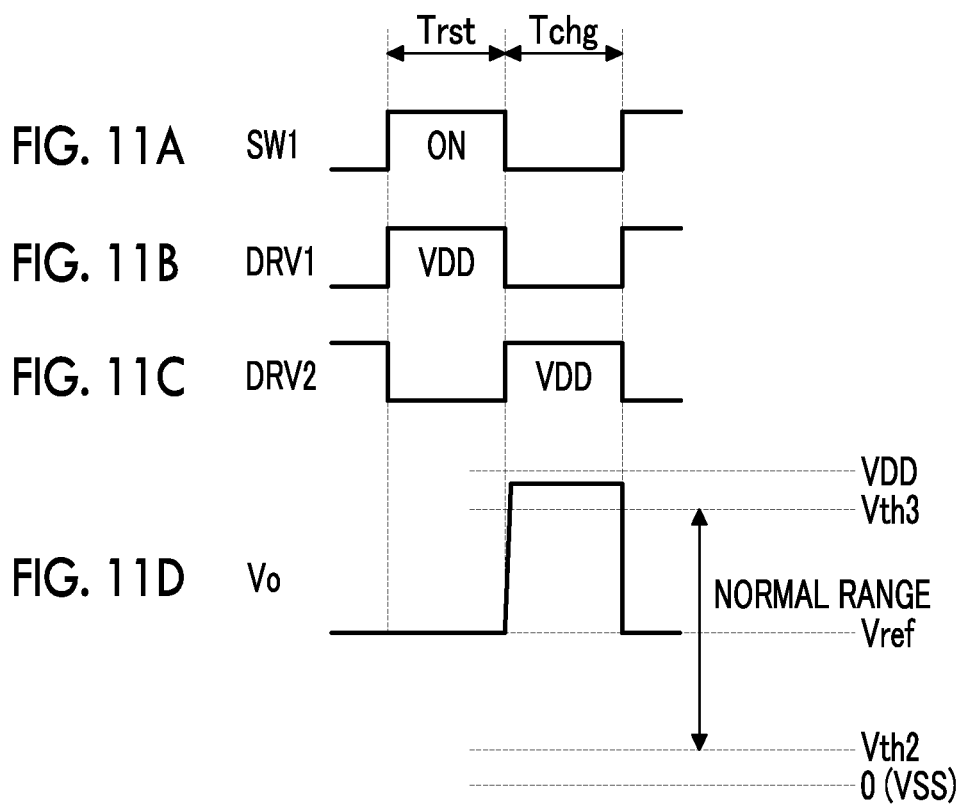 Trst Tchg
FIG. 11A SW1 ON
FIG. 11B DRV1 VDD
FIG. 11C DRV2 VDD
VDD
Vth3
FIG. 11D Vo NORMAL RANGE
Vref
Vth2
0 (VSS)